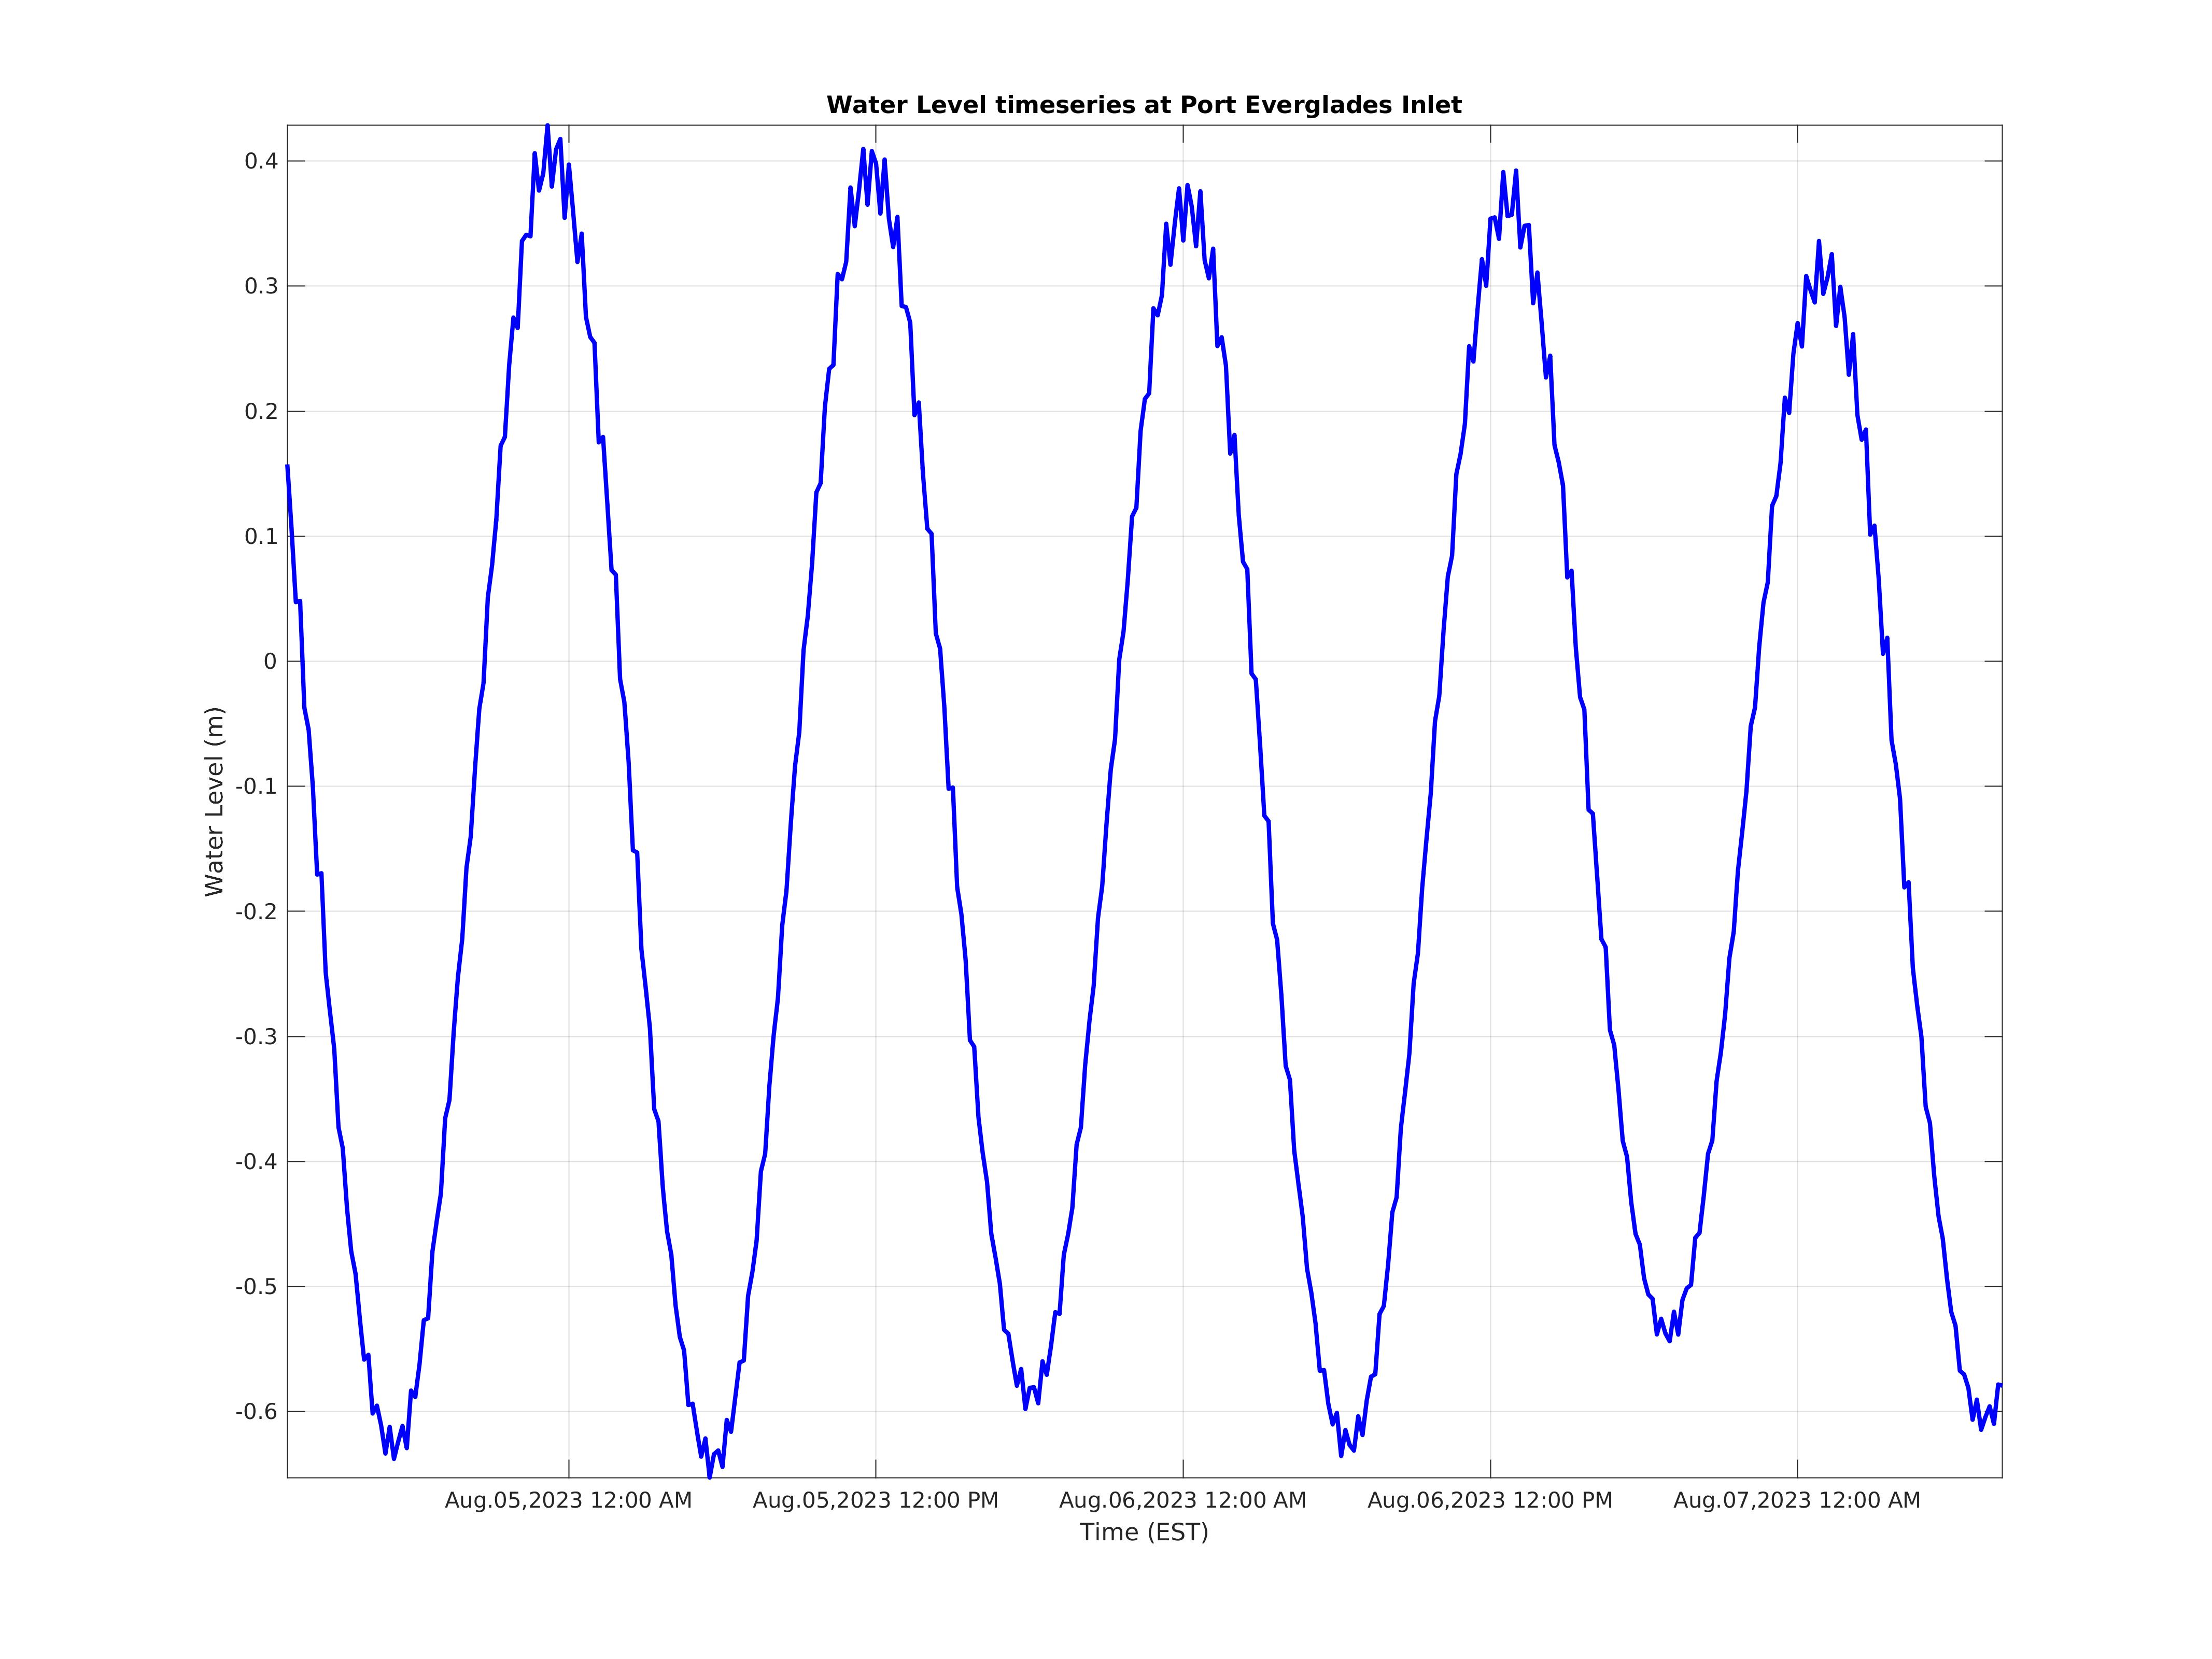 Water Level timeseries at Port Everglades Inlet
0.4
0.3
0.2
0.1
0
-0.1
-0.2
-0.3
-0.4
-0.5
-0.6
Water Level (m)
Aug.05,2023 12:00 AM
Aug.05,2023 12:00 PM
Aug.06,2023 12:00 AM
Aug.06,2023 12:00 PM
Aug.07,2023 12:00 AM
Time (EST)